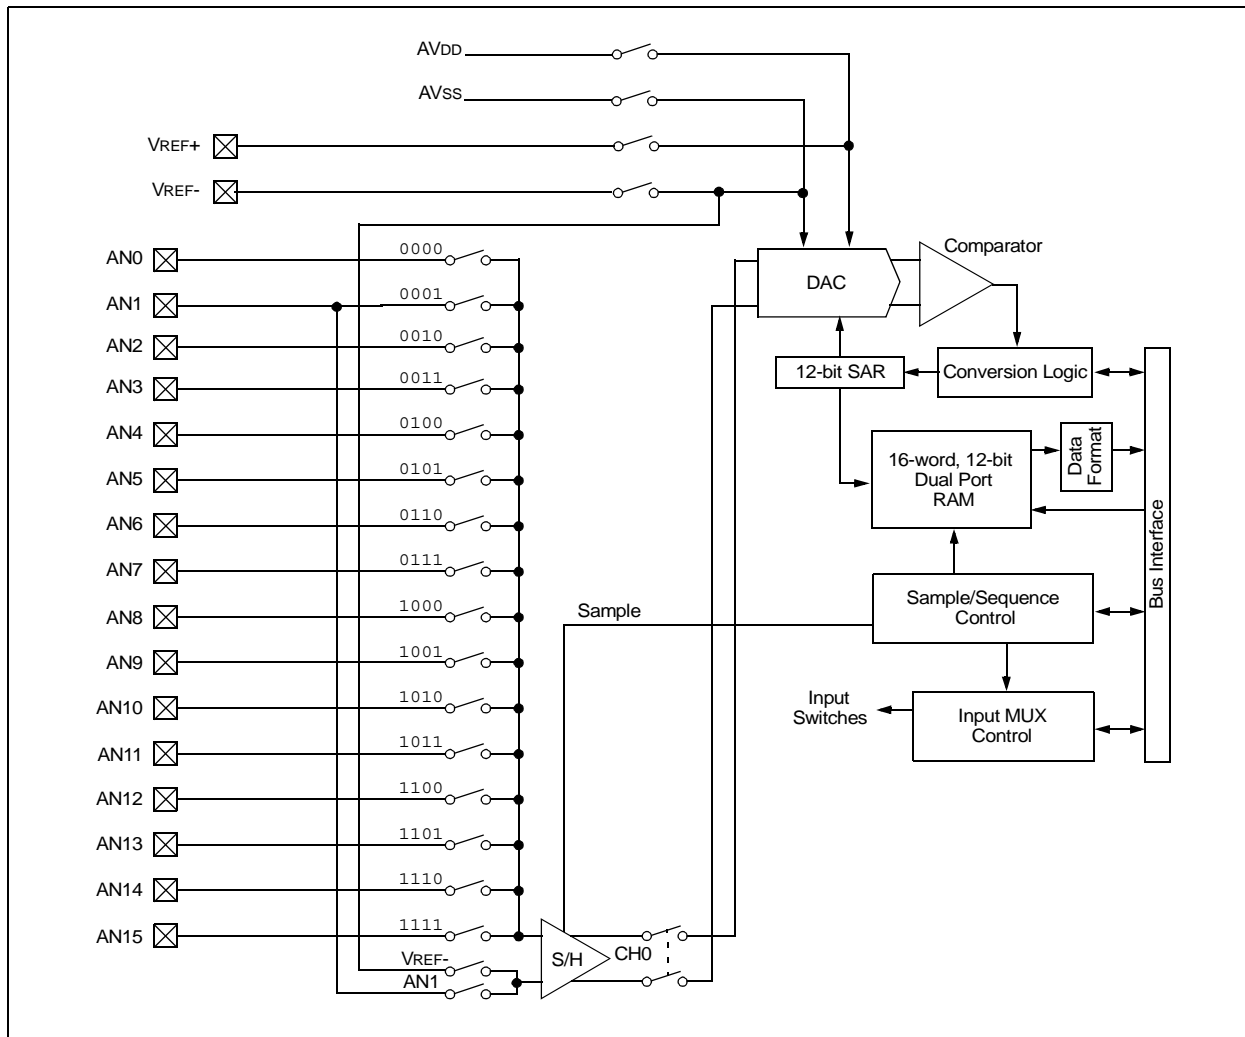 AVDD
AVSS
VREF+
VREF-
AN0
0000
AN1
0001
AN2
0010
AN3
0011
AN4
0100
AN5
0101
AN6
0110
AN7
0111
AN8
1000
AN9
1001
AN10
1010
AN11
1011
AN12
1100
AN13
1101
AN14
1110
AN15
1111
VREF-
AN1
S/H
CH0
Sample
Comparator
DAC
12-bit SAR
Conversion Logic
16-word, 12-bit
Dual Port
RAM
Data
Format
Bus Interface
Sample/Sequence
Control
Input
Switches
Input MUX
Control